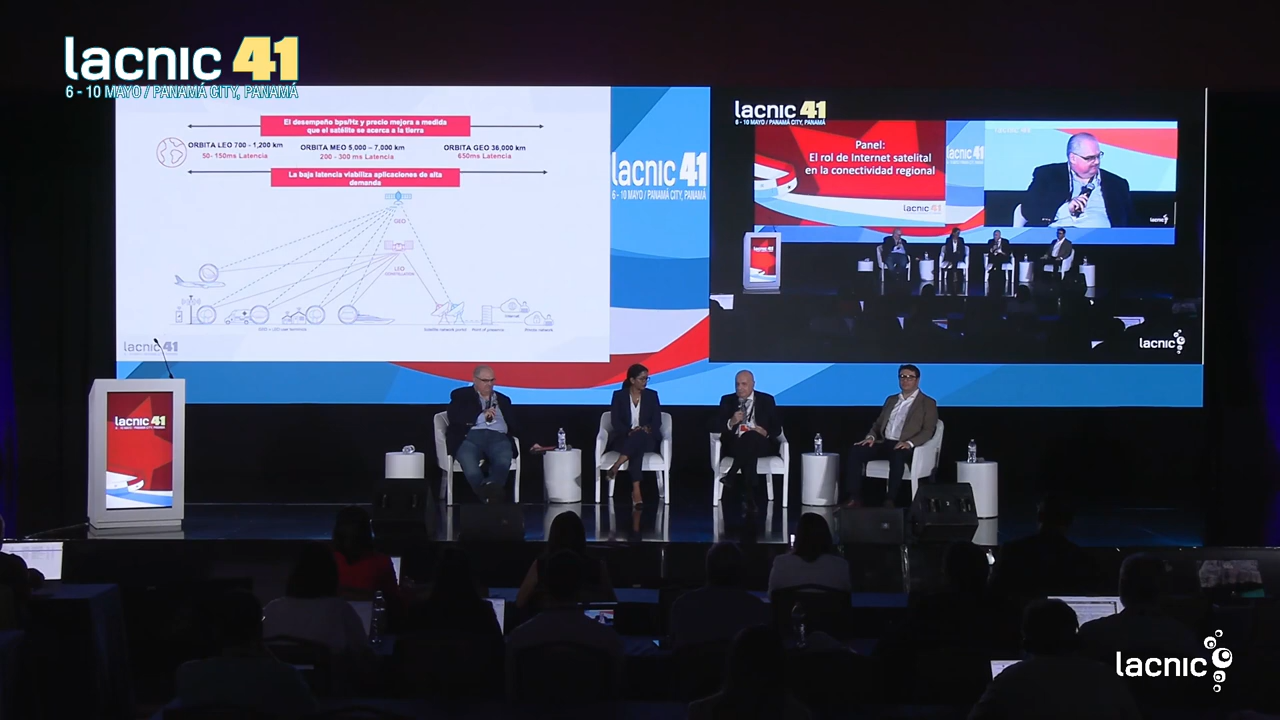 lacnic 41
6 - 10 MAYO / PANAMÁ CITY, PANAMÁ
El desempeño bps/Hz y precio mejora a medida
que el satélite se acerca a la tierra
ORBITA LEO 700 – 1,200 km
50- 150ms Latencia
ORBITA MEO 5,000 – 7,000 km
200 - 300 ms Latencia
ORBITA GEO 36,000 km
650ms Latencia
La baja latencia viabiliza aplicaciones de alta
demanda
GEO
LEO
lacnic 41
lacnic 41
6 - 10 MAYO / PANAMÁ CITY, PANAMÁ
lacnic 41
6 - 10 MAYO / PANAMÁ CITY, PANAMÁ
Panel:
El rol de Internet satelital
en la conectividad regional
lacnic 41
lacnic 41
lacnic
lacnic 41
lacnic